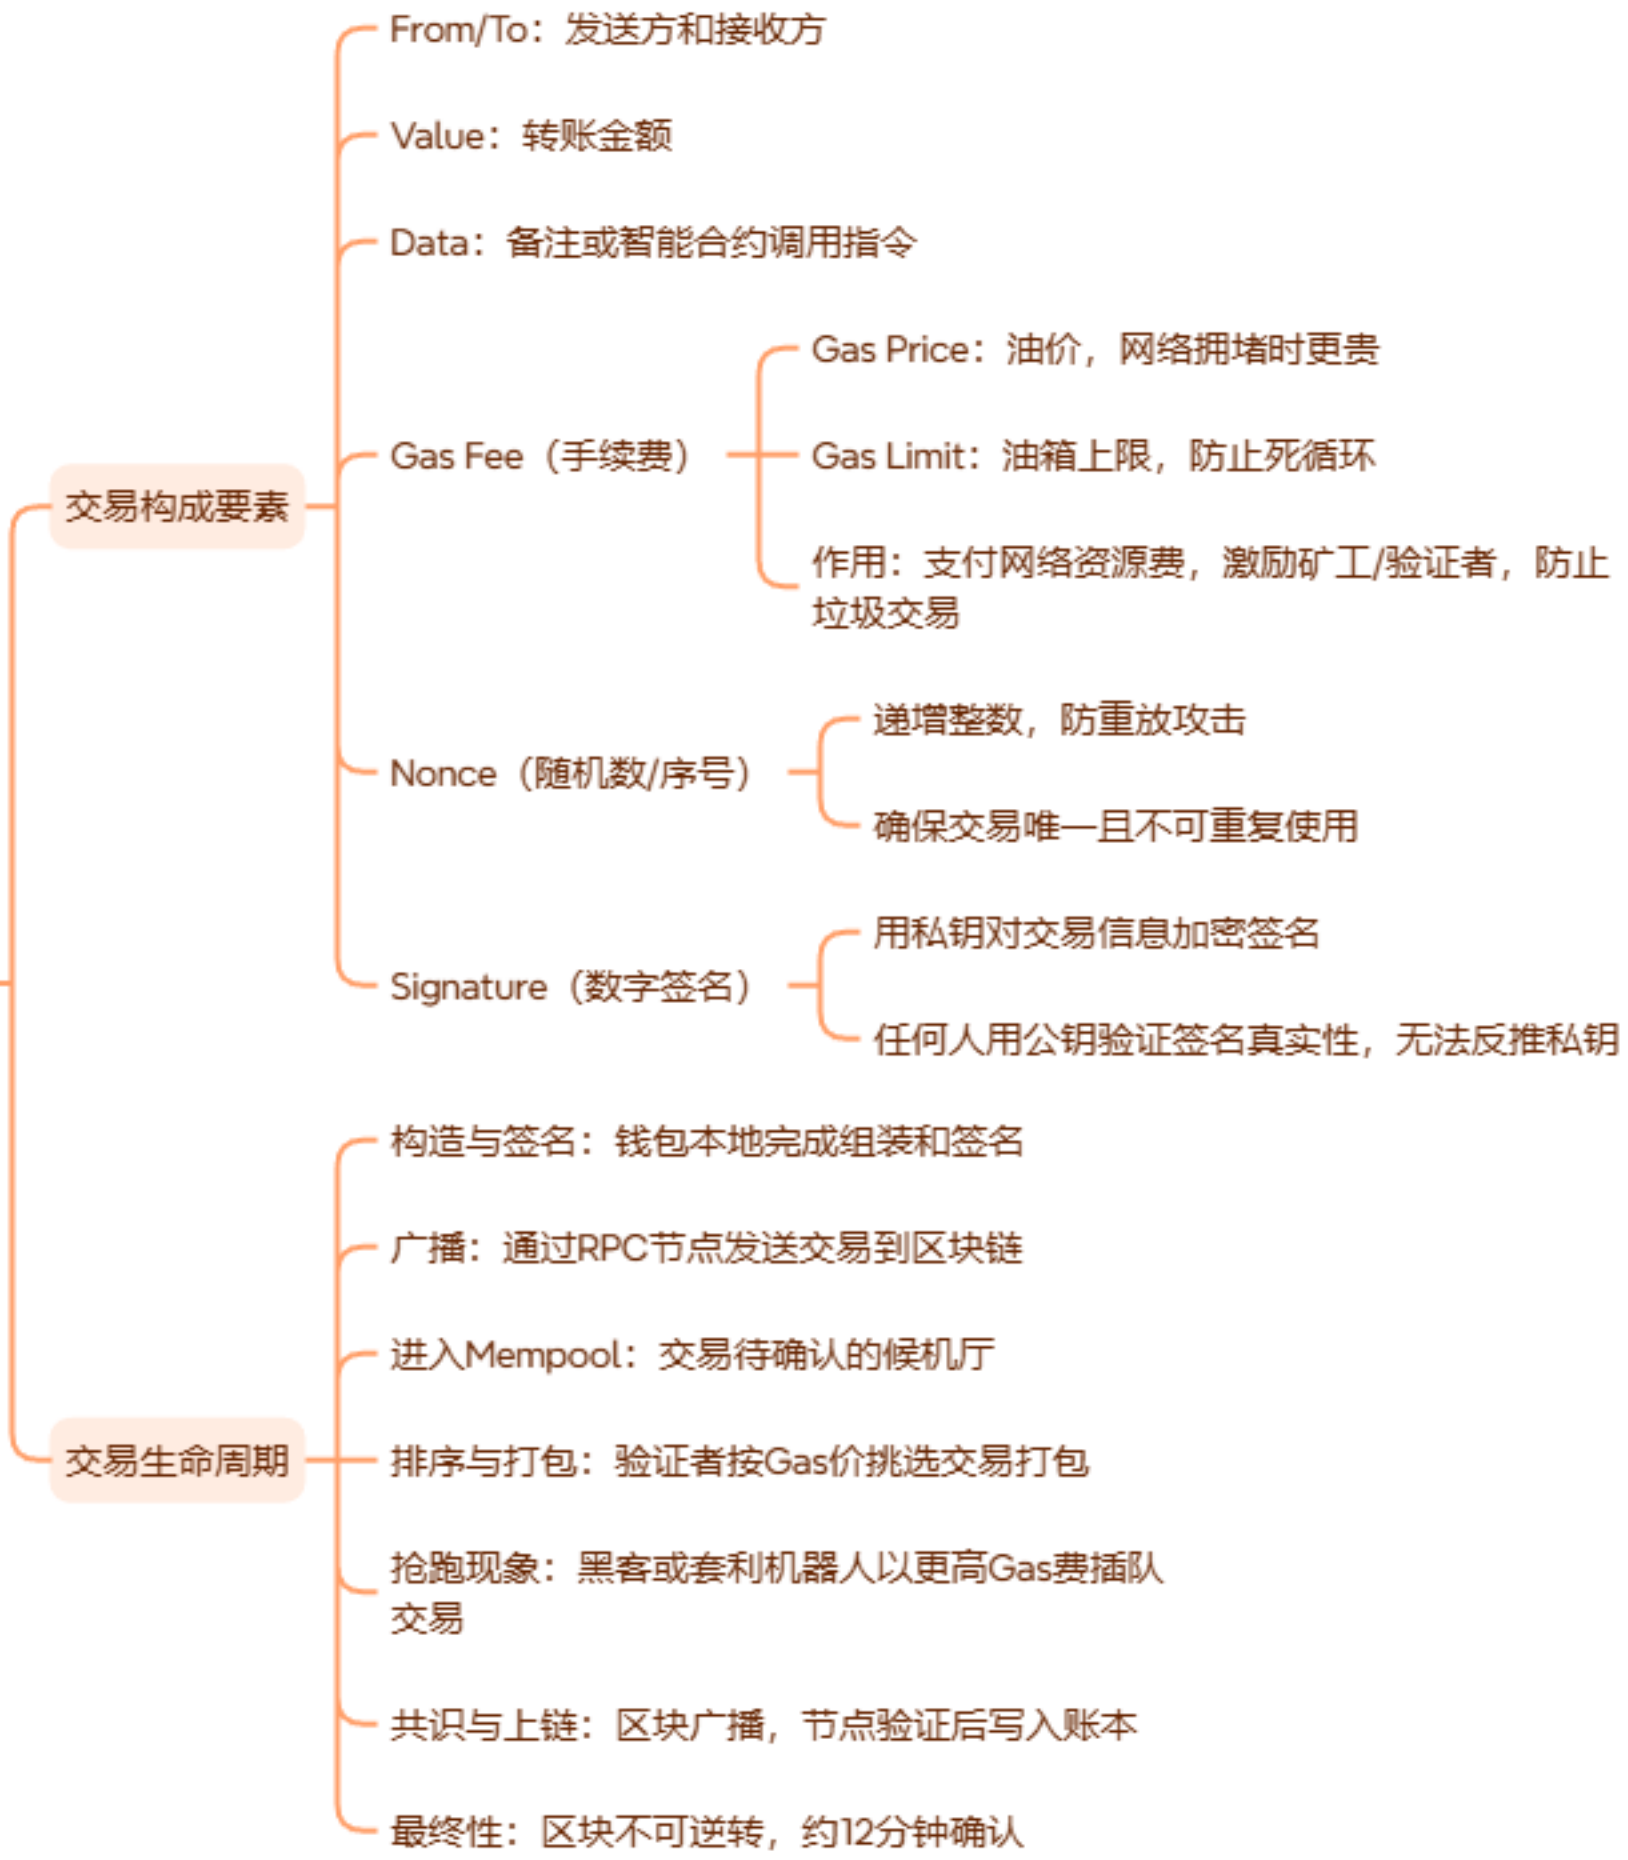 From/To：发送方和接收方
Value：转账金额
Data：备注或智能合约调用指令
Gas Price：油价，网络拥堵时更贵
Gas Fee（手续费）
Gas Limit：油箱上限，防止死循环
交易构成要素
作用：支付网络资源费，激励矿工/验证者，防止
垃圾交易
递增整数，防重放攻击
Nonce（随机数/序号）
确保交易唯一且不可重复使用
用私钥对交易信息加密签名
Signature（数字签名）
任何人用公钥验证签名真实性，无法反推私钥
构造与签名：钱包本地完成组装和签名
广播：通过RPC节点发送交易到区块链
进入Mempool：交易待确认的候机厅
交易生命周期
排序与打包：验证者按Gas价挑选交易打包
抢跑现象：黑客或套利机器人以更高Gas费插队
交易
共识与上链：区块广播，节点验证后写入账本
最终性：区块不可逆转，约12分钟确认